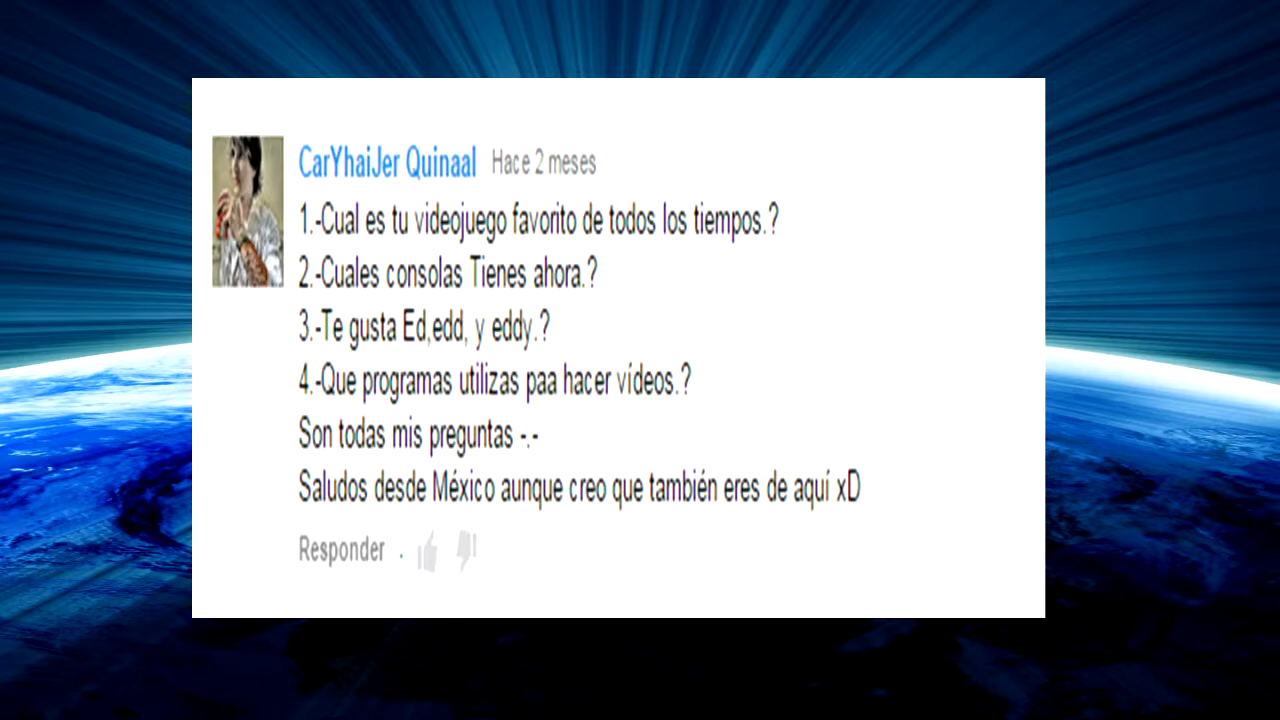 CarYhaiJer Quinaal Hace 2 meses
1.-Cual es tu videojuego favorito de todos los tiempos.?
2.-Cuales consolas Tienes ahora.?
3.-Te gusta Ed,edd, y eddy.?
4.-Que programas utilizas paa hacer vídeos.?
Son todas mis preguntas -.-
Saludos desde México aunque creo que también eres de aquí xD
Responder ·